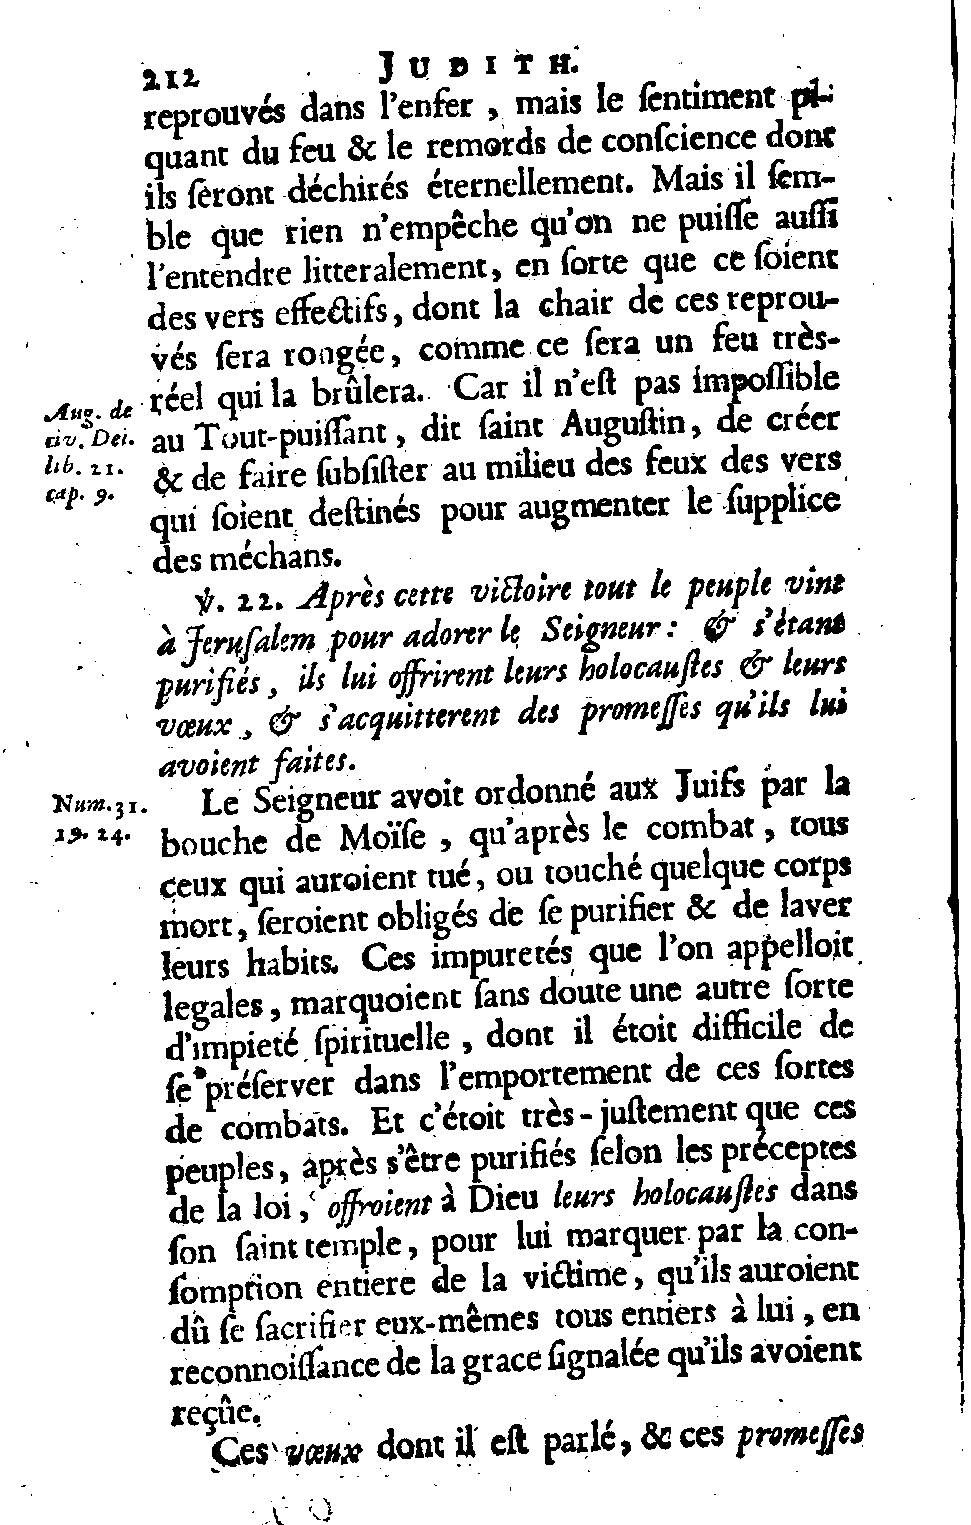 212 JUDITH.
reprouvés dans l'enfer, mais le ſentiment pi-
quant du feu & le remords de conſcience dont
ils ſeront déchirés éternellement. Mais il ſem-
ble que rien n'empêche qu'on ne puiſſe auſſi
l'entendre litteralement, en ſorte que ce ſoient
des vers effectifs, dont la chair de ces reprou-
vés ſera rongée, comme ce ſera un feu très-
réel qui la brûlera. Car il n'eſt pas impoſſible
au Tout-puiſſant, dit ſaint Auguſtin, de créer
& de faire ſubſiſter au milieu des feux des vers
qui ſoient deſtinés pour augmenter le ſupplice
des méchans.
Aug. de
civ. Dei.
lib. 21.
cap. 9.
℣. 22. Après cette victoire tout le peuple vint
à Jeruſalem pour adorer le Seigneur: & s'étant
purifiés, ils lui offrirent leurs holocauſtes & leurs
vœux, & s'acquitterent des promeſſes qu'ils lui
avoient faites.
Num. 31.
19. 24.
Le Seigneur avoit ordonné aux Juifs par la
bouche de Moïſe, qu'après le combat, tous
ceux qui auroient tué, ou touché quelque corps
mort, ſeroient obligés de ſe purifier & de laver
leurs habits. Ces impuretés que l'on appelloit
legales, marquoient ſans doute une autre ſorte
d'impieté ſpirituelle, dont il étoit difficile de
ſe préſerver dans l'emportement de ces ſortes
de combats. Et c'étoit très-juſtement que ces
peuples, après s'être purifiés ſelon les préceptes
de la loi, offroient à Dieu leurs holocauſtes dans
ſon ſaint temple, pour lui marquer par la con-
ſomption entiere de la victime, qu'ils auroient
dû ſe ſacrifier eux-mêmes tous entiers à lui, en
reconnoiſſance de la grace ſignalée qu'ils avoient
reçûe.
Ces vœux dont il eſt parlé, & ces promeſſes